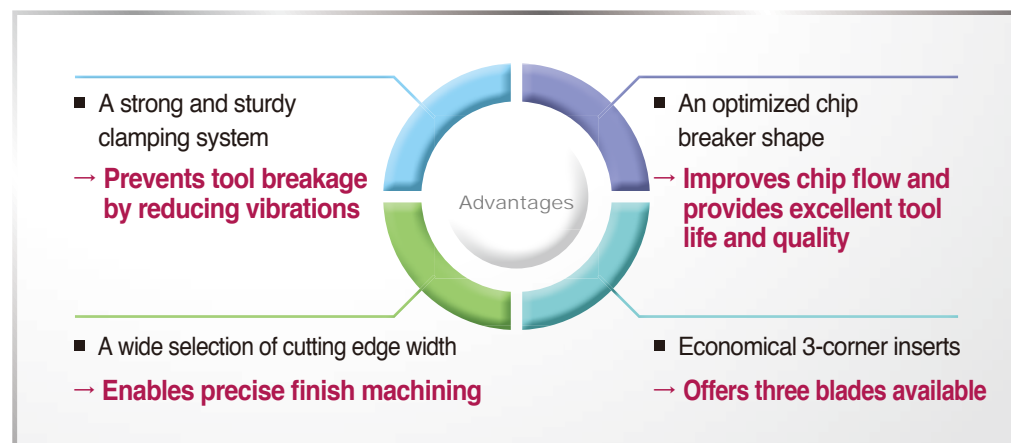 ■ A strong and sturdy
clamping system
→ Prevents tool breakage
by reducing vibrations
■ An optimized chip
breaker shape
→ Improves chip flow and
provides excellent tool
life and quality
Advantages
■ A wide selection of cutting edge width
→ Enables precise finish machining
■ Economical 3-corner inserts
→ Offers three blades available